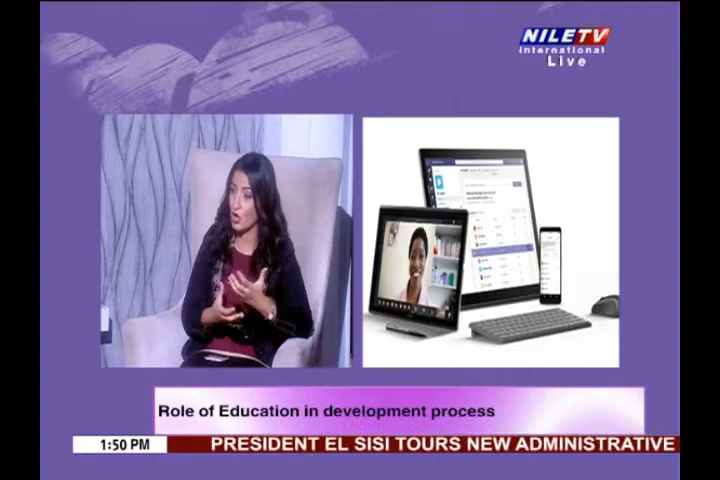 NILETV
international
Live
Role of Education in development process
1:50 PM
PRESIDENT EL SISI TOURS NEW ADMINISTRATIVE